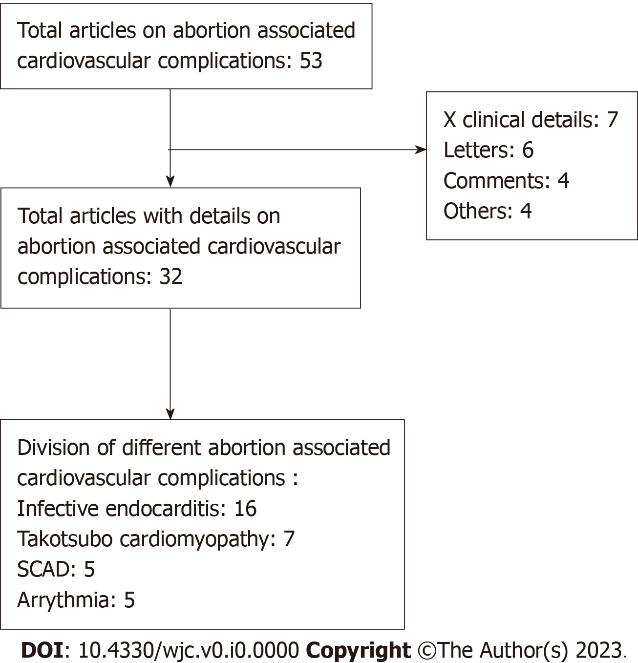 Total articles on abortion associated
cardiovascular complications: 53
X clinical details: 7
Letters: 6
Comments: 4
Others: 4
Total articles with details on
abortion associated cardiovascular
complications: 32
Division of different abortion associated
cardiovascular complications :
Infective endocarditis: 16
Takotsubo cardiomyopathy: 7
SCAD: 5
Arrythmia: 5
DOI: 10.4330/wjc.v0.i0.0000 Copyright ©The Author(s) 2023.